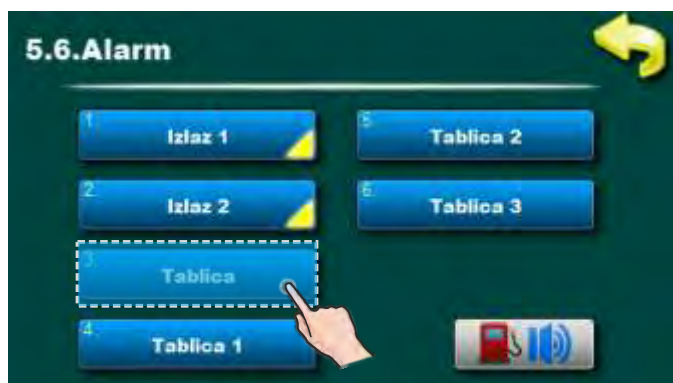 5.6.Alarm
1. Izlaz 1
2. Izlaz 2
3. Tablica
4. Tablica 1
5. Tablica 2
6. Tablica 3